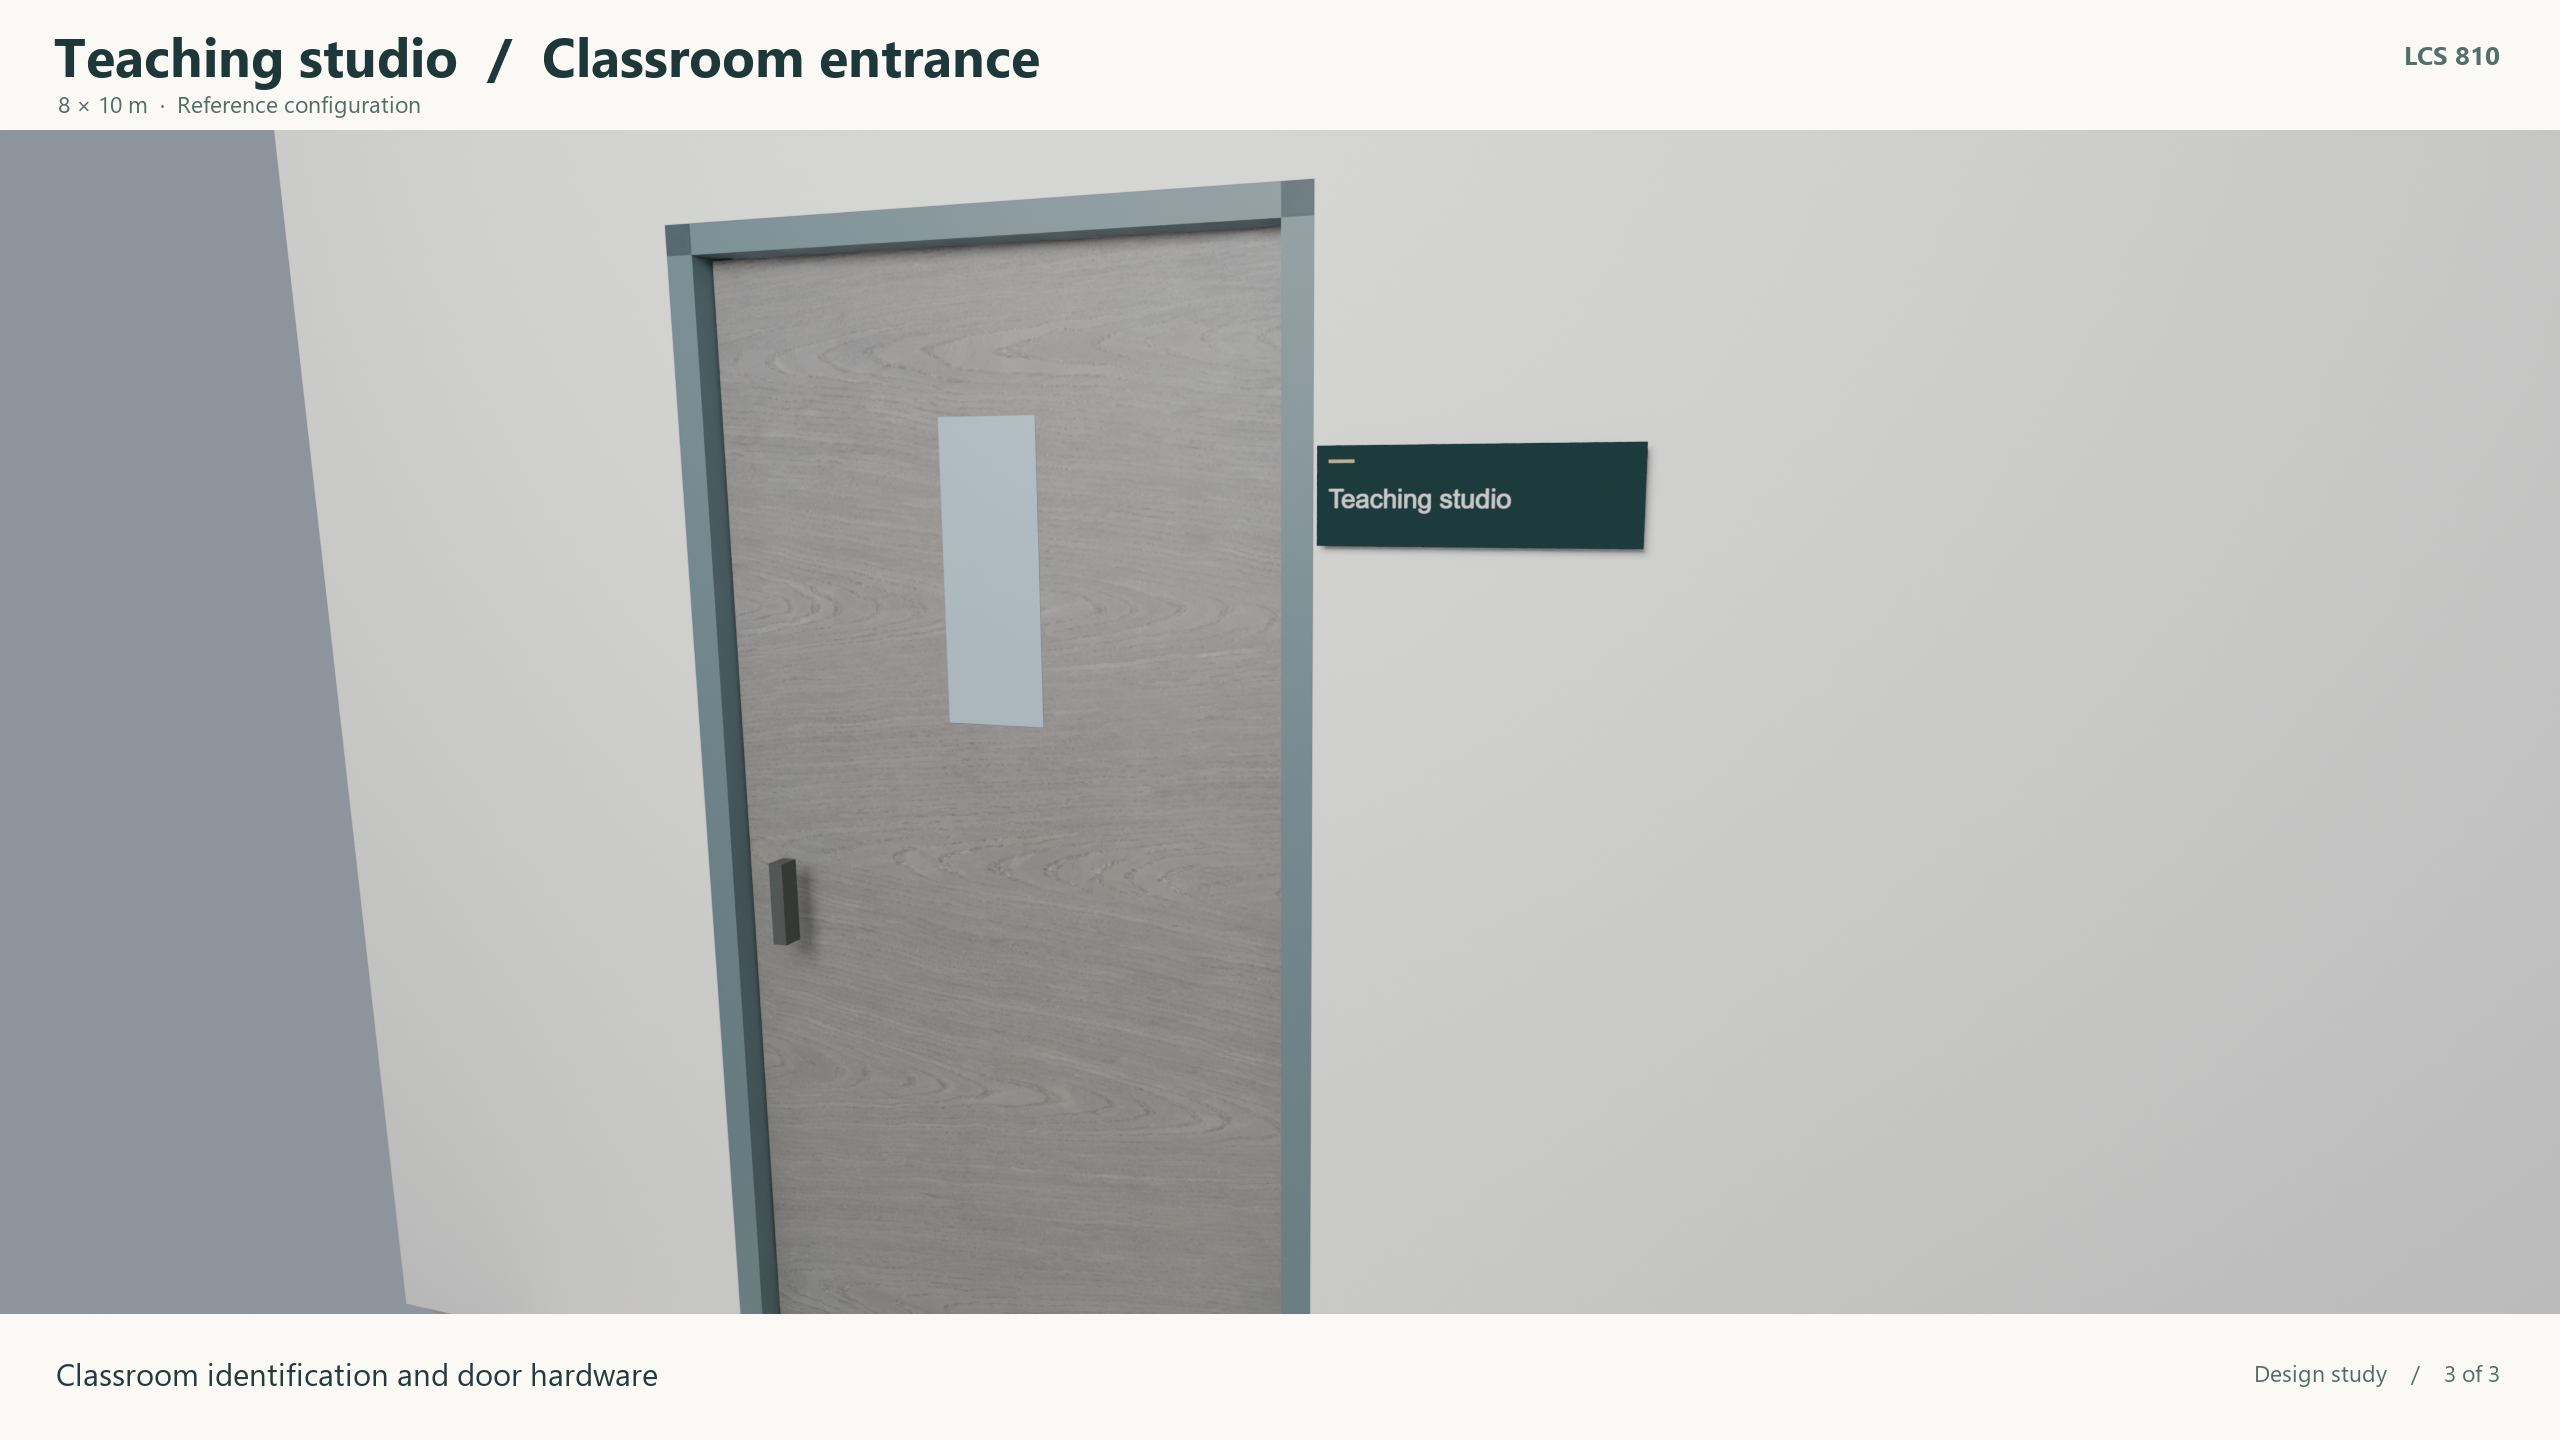 Teaching studio / Classroom entrance
LCS 810
8 × 10 m · Reference configuration
Teaching studio
Classroom identification and door hardware
Design study / 3 of 3